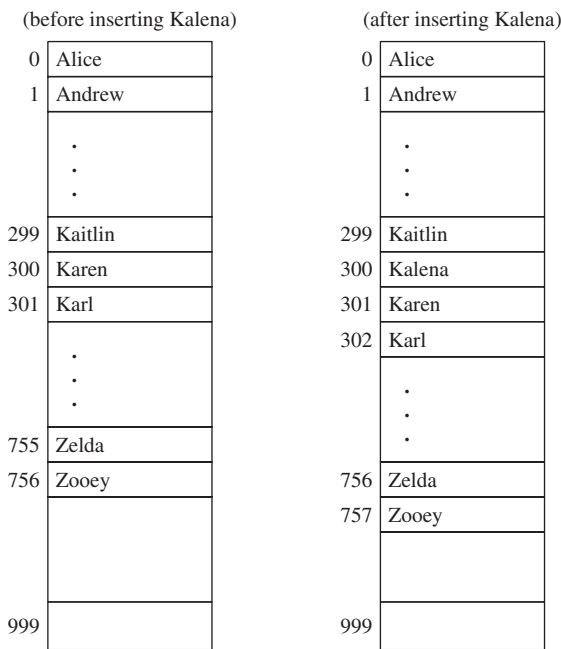 (before inserting Kalena)
0 Alice
1 Andrew
.
.
.
299 Kaitlin
300 Karen
301 Karl
.
.
.
755 Zelda
756 Zooey
999
(after inserting Kalena)
0 Alice
1 Andrew
.
.
.
299 Kaitlin
300 Kalena
301 Karen
302 Karl
.
.
.
756 Zelda
757 Zooey
999